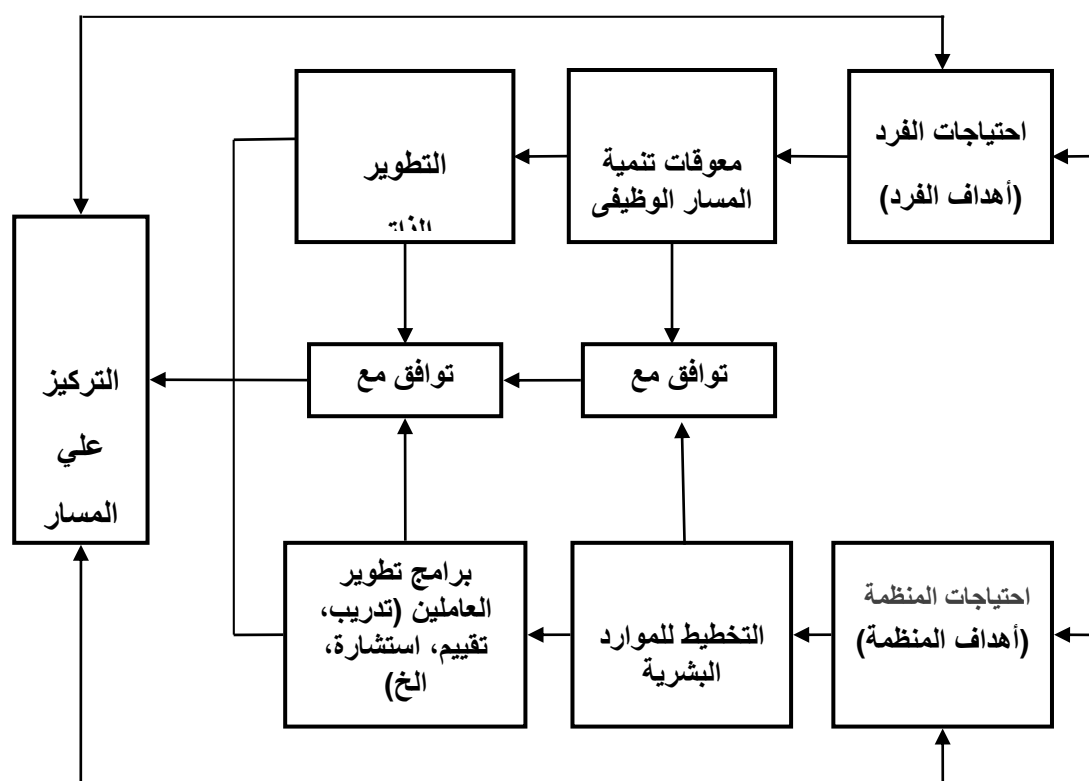 احتياجات الفرد
(أهداف الفرد)
معوقات تنمية
المسار الوظيفى
التطوير
توافق مع
توافق مع
التركيز
علي
المسار
احتياجات المنظمة
(أهداف المنظمة)
التخطيط للموارد
البشرية
برامج تطوير
العاملين (تدريب،
تقييم، استشارة،
الخ)